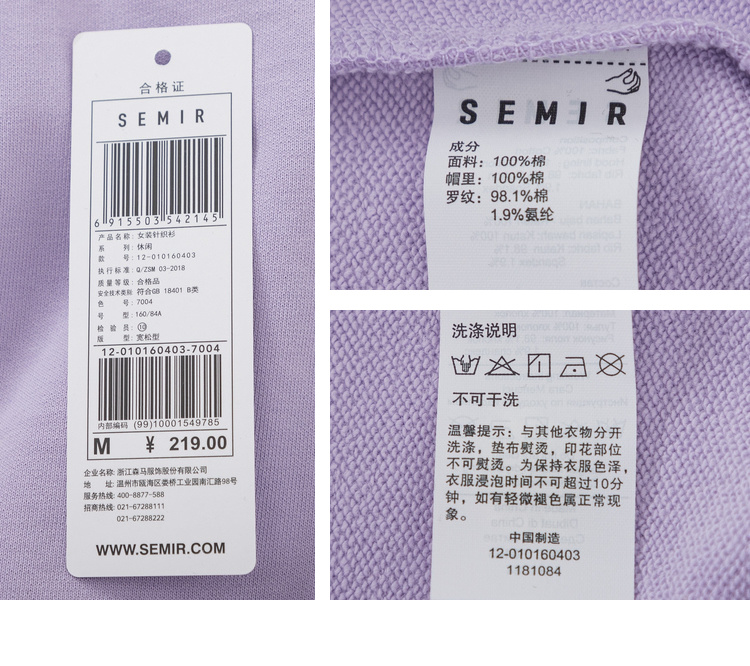 合格证
SEMIR
6 915503 542145
产品名称: 女装针织衫
系 列: 休闲
款 号: 12-010160403
执行标准: Q/ZSM 03-2018
质量等级: 合格品
安全技术类别: 符合GB 18401 B类
色 号: 7004
号 型: 160/84A
检 验 员: ⑩
版 型: 宽松型
12-010160403-7004
内部编码 (99)10001549785
M ¥ 219.00
企业名称: 浙江森马服饰股份有限公司
地 址: 温州市瓯海区娄桥工业园南汇路98号
服务热线: 400-8877-588
招商热线: 021-67288111
021-67288222
WWW.SEMIR.COM
SEMIR
成分
面料: 100%棉
帽里: 100%棉
罗纹: 98.1%棉
1.9%氨纶
洗涤说明
不可干洗
温馨提示: 与其他衣物分开
洗涤, 垫布熨烫, 印花部位
不可熨烫。为保持衣服色泽,
衣服浸泡时间不可超过10分
钟, 如有轻微褪色属正常现
象。
中国制造
12-010160403
1181084